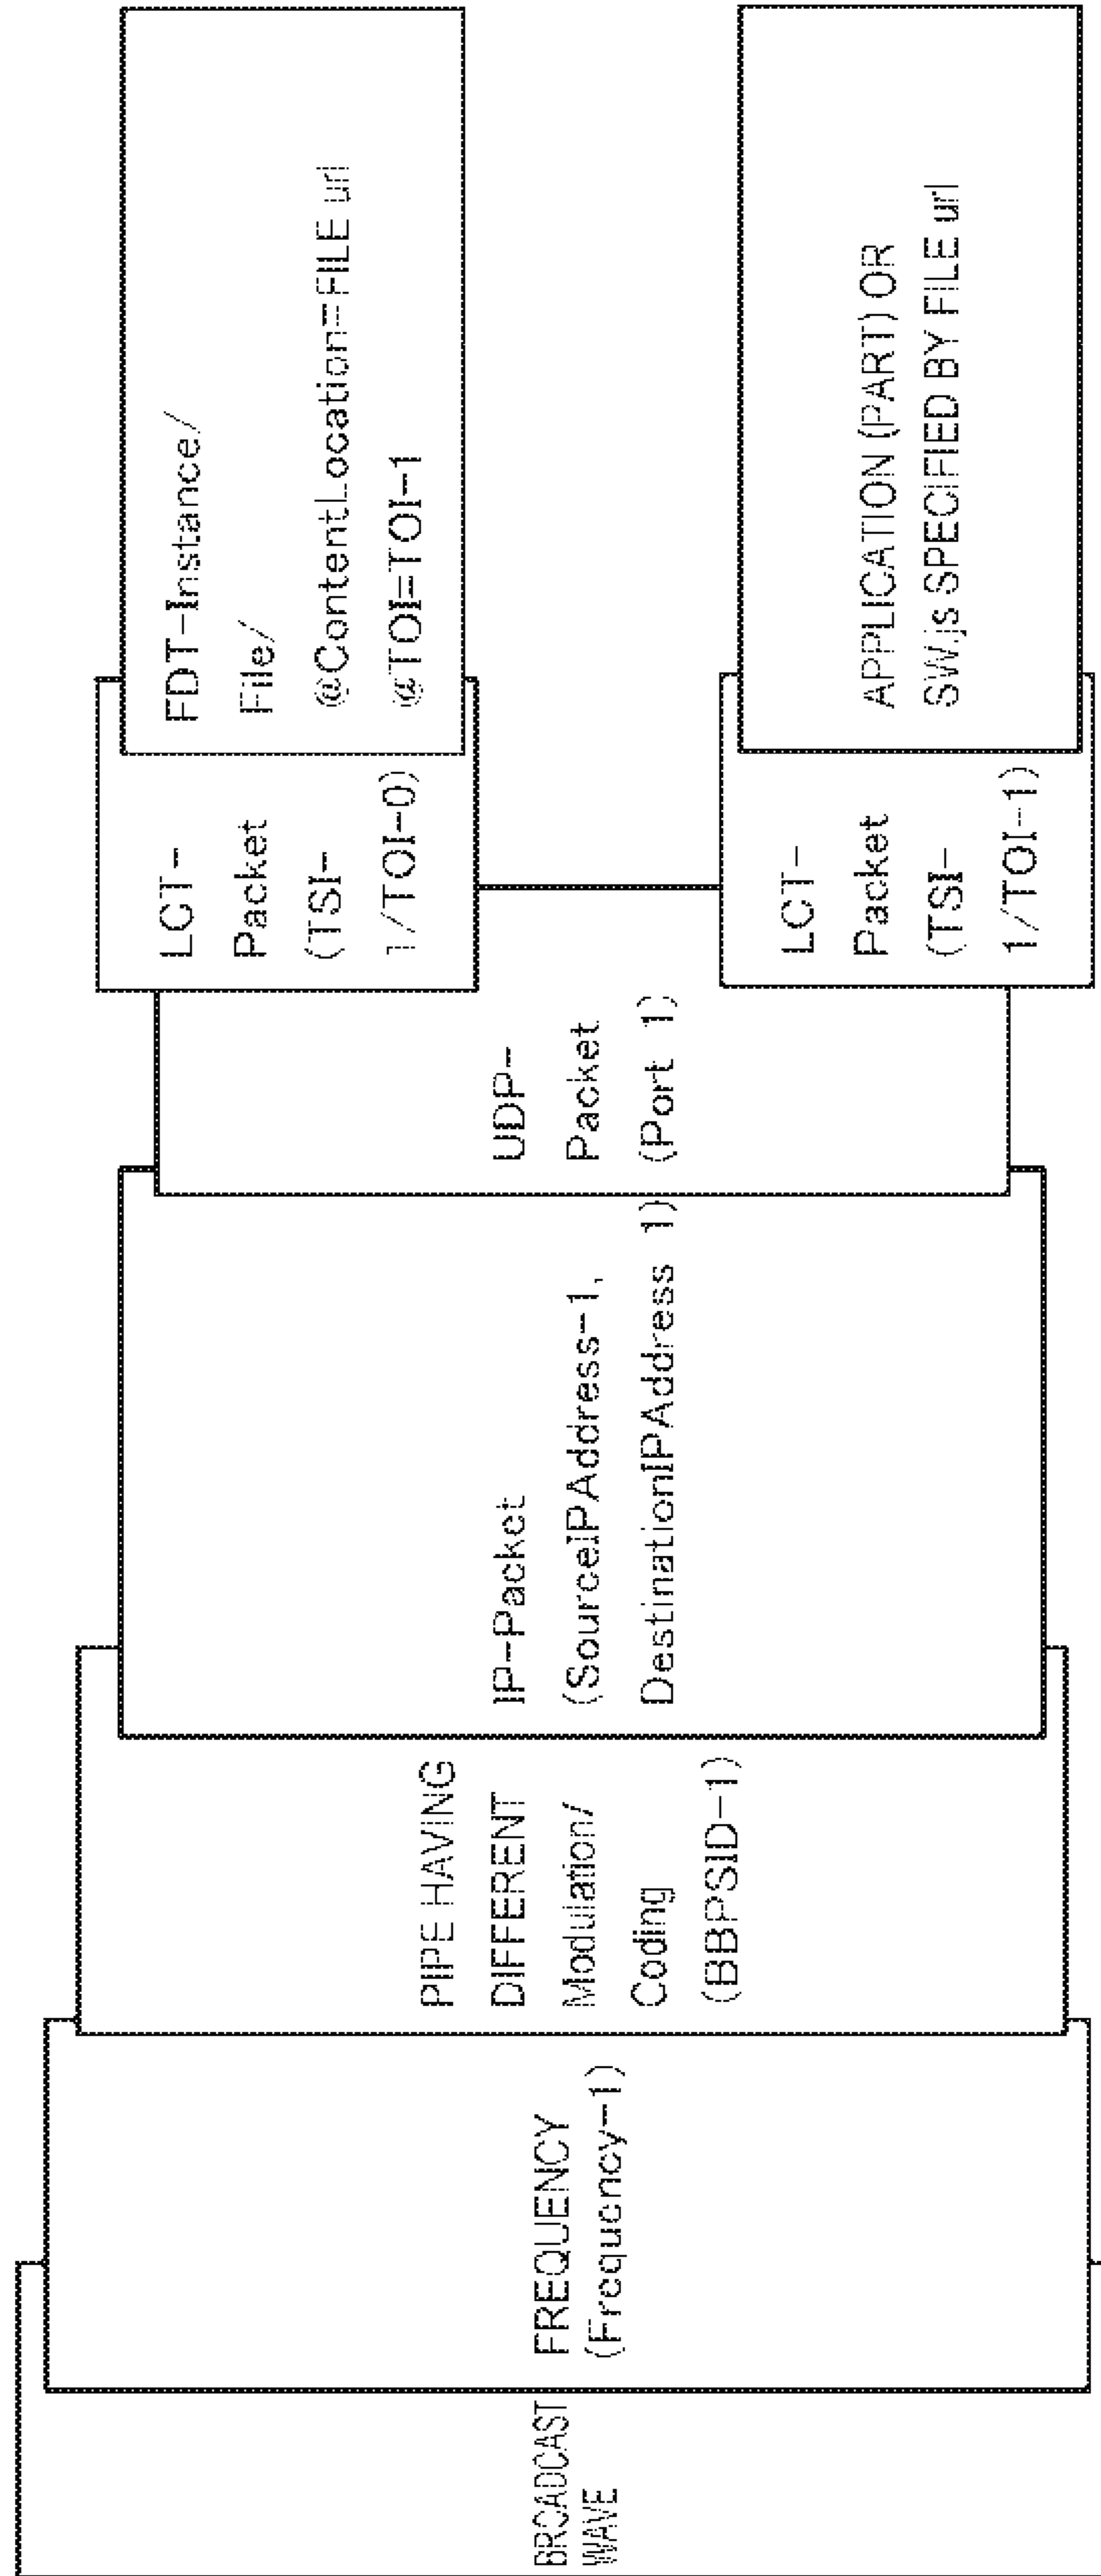 BROADCAST
WAVE
FREQUENCY
(Frequency-1)
PIPE HAVING
DIFFERENT
Modulation/
Coding
(BBPSID-1)
IP-Packet
(SourceIPAddress-1,
DestinationIPAddress 1)
UDP-
Packet
(Port 1)
LCT-
Packet
(TSI-
1/TOI-0)
FDT-Instance/
File/
@ContentLocation=FILE url
@TOI=TOI-1
LCT-
Packet
(TSI-
1/TOI-1)
APPLICATION (PART) OR
SW.js SPECIFIED BY FILE url